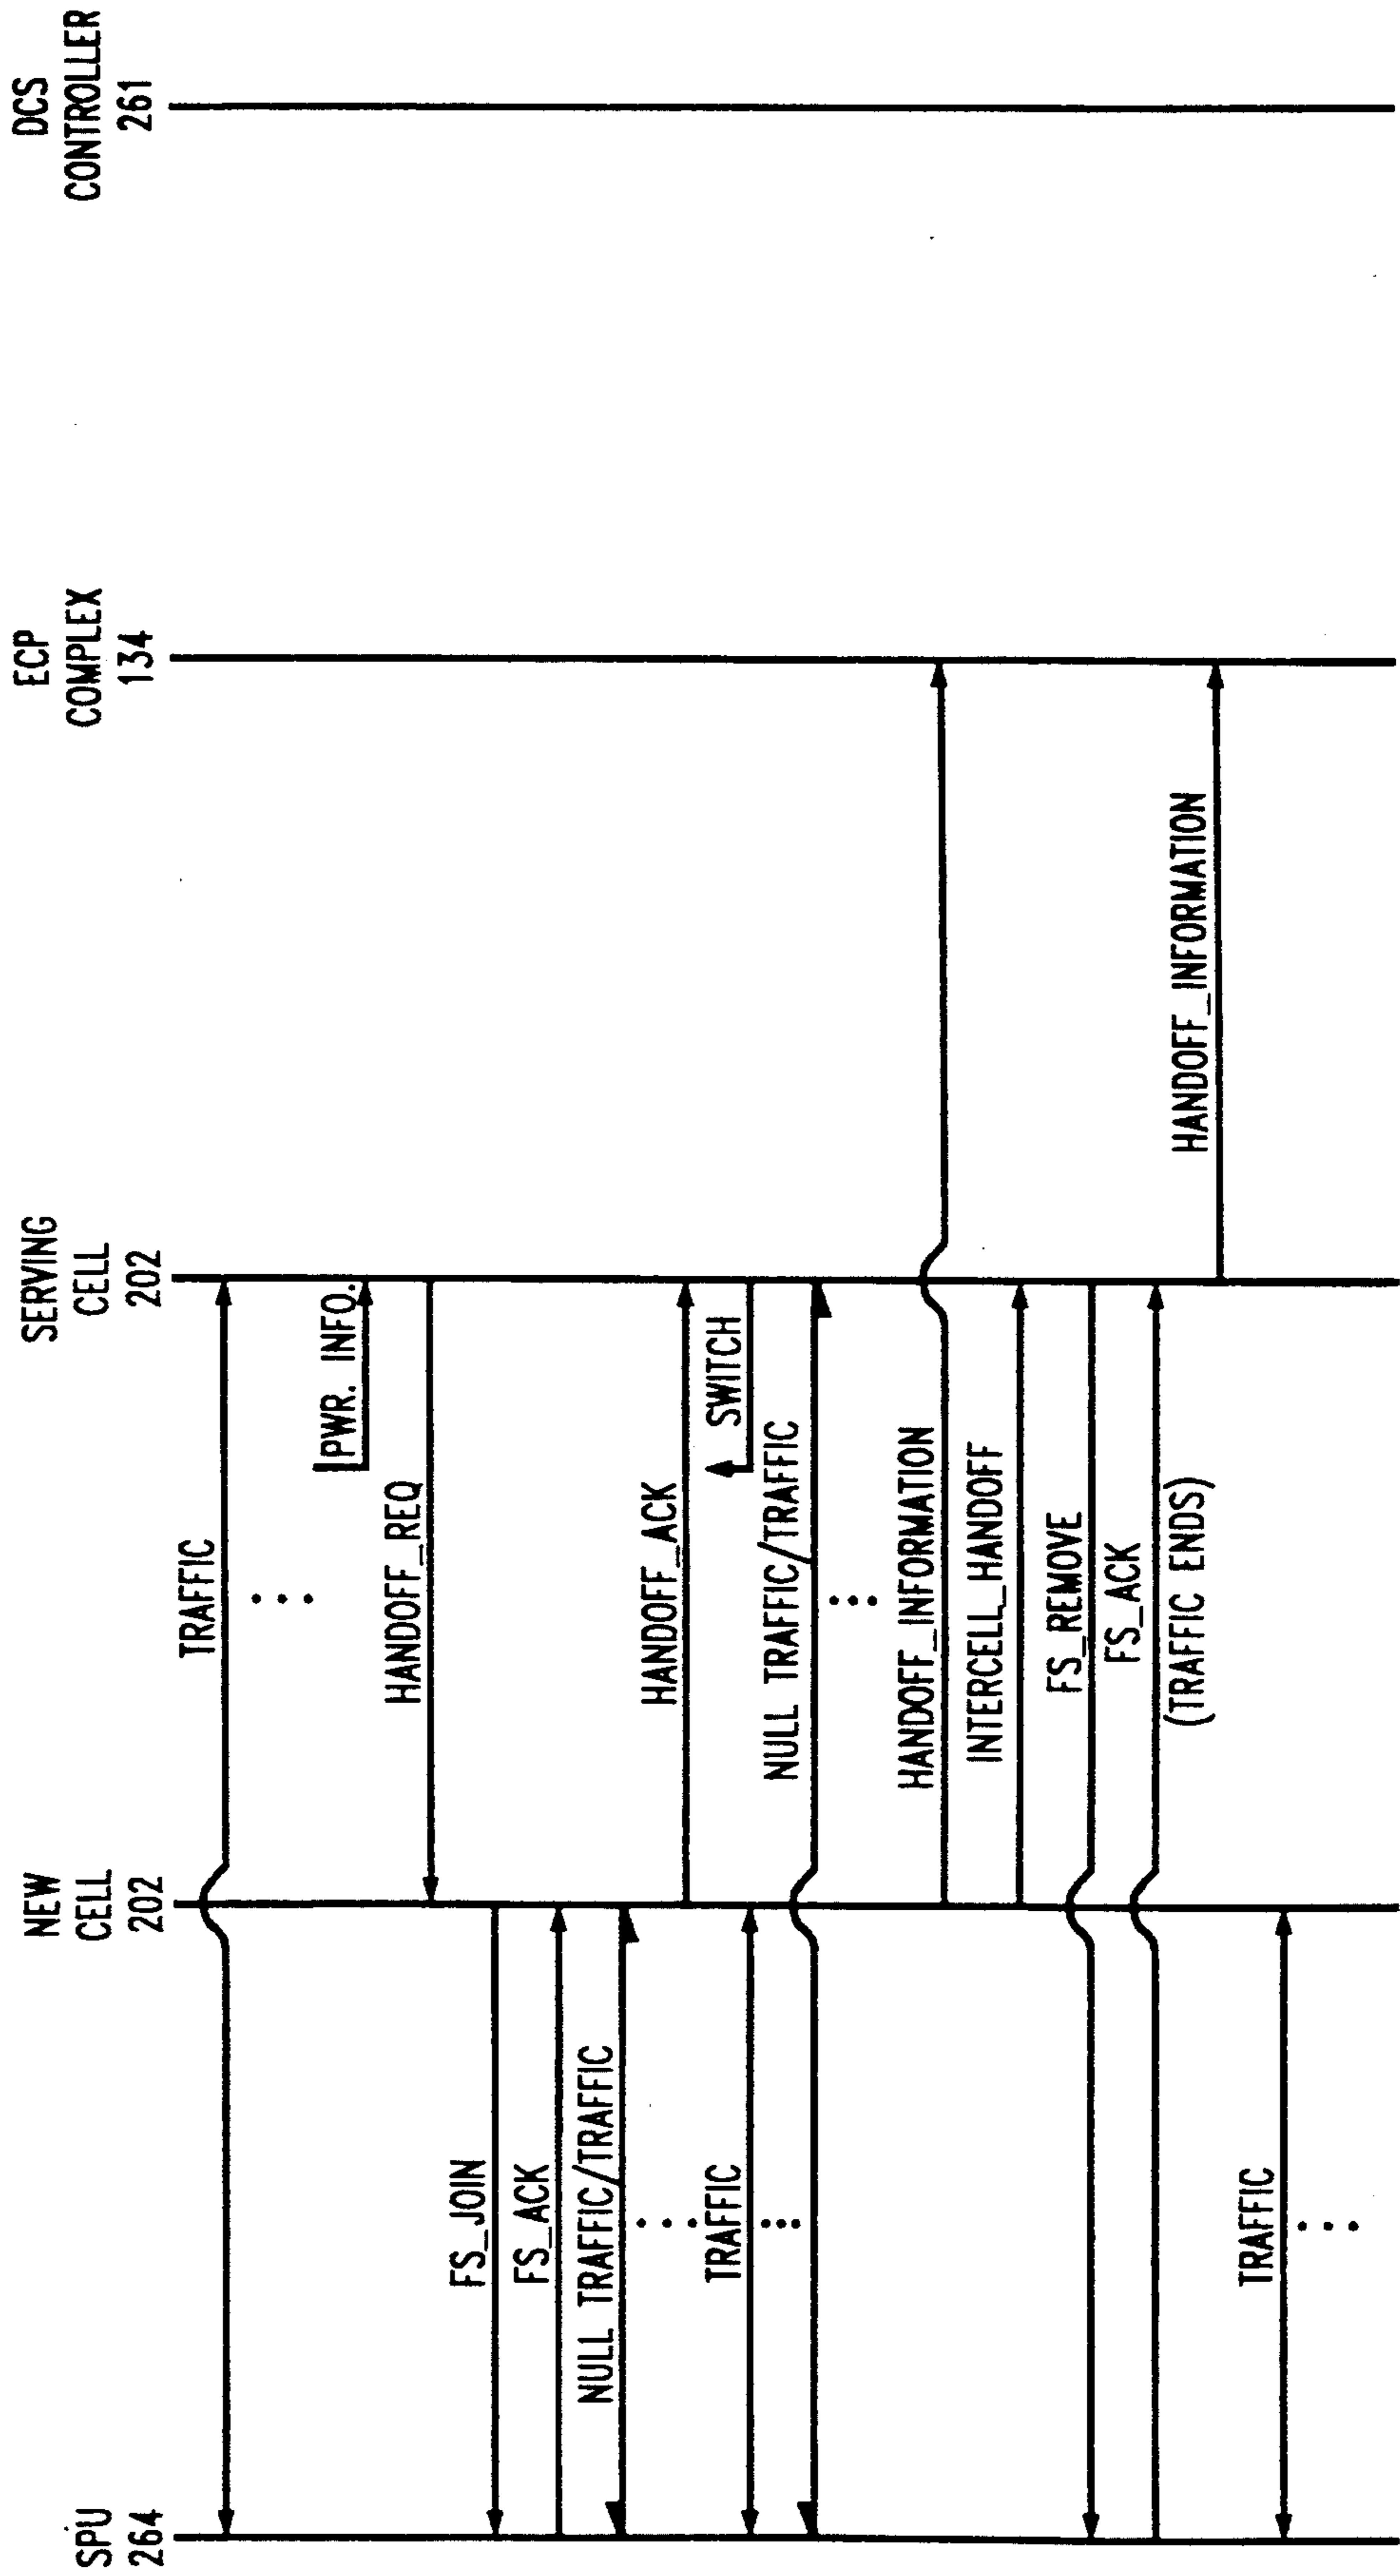 SPU
264
NEW
CELL
202
SERVING
CELL
202
ECP
COMPLEX
134
DCS
CONTROLLER
261
TRAFFIC
PWR. INFO.
HANDOFF_REQ
FS_JOIN
FS_ACK
NULL TRAFFIC/TRAFFIC
HANDOFF_ACK
TRAFFIC
SWITCH
NULL TRAFFIC/TRAFFIC
HANDOFF_INFORMATION
INTERCELL_HANDOFF
FS_REMOVE
FS_ACK
(TRAFFIC ENDS)
HANDOFF_INFORMATION
TRAFFIC